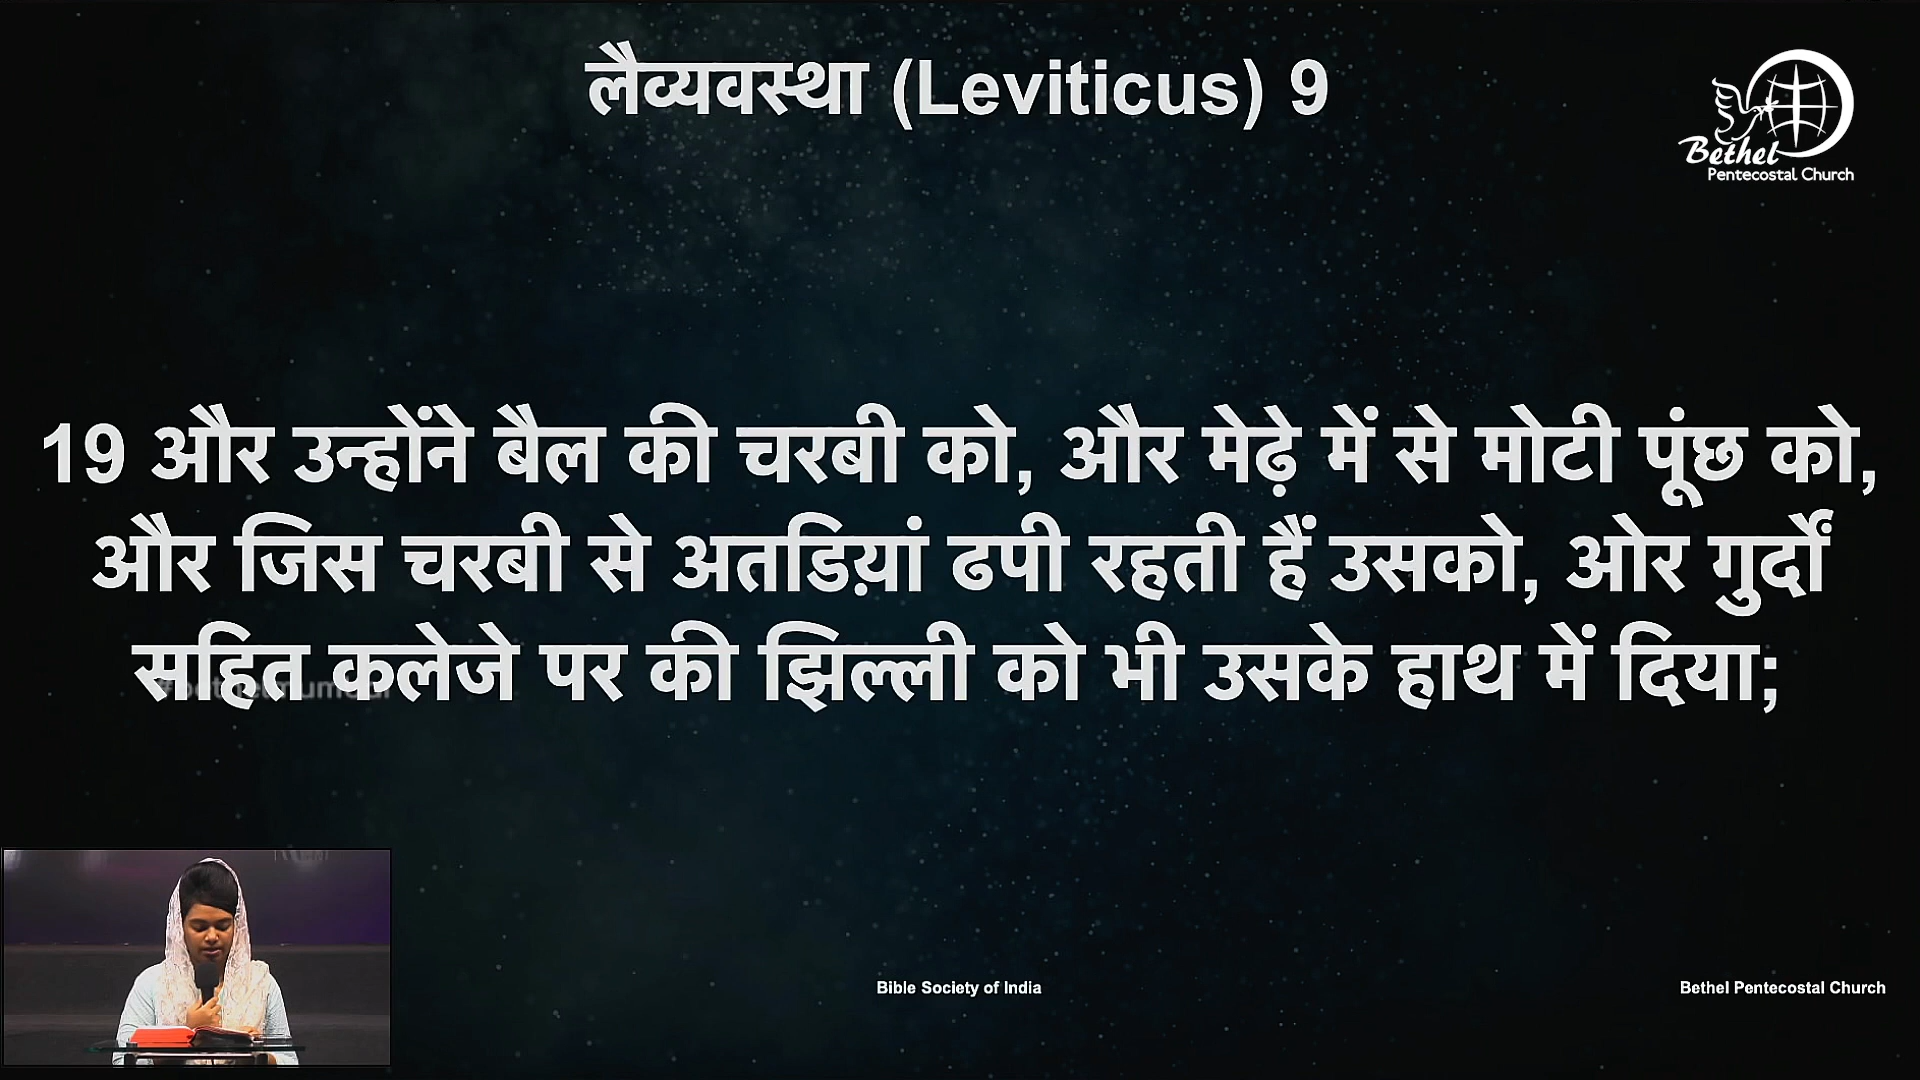 लैव्यवस्था (Leviticus) 9
Bethel
Pentecostal Church
19 और उन्होंने बैल की चरबी को, और मेढ़े में से मोटी पूंछ को,
और जिस चरबी से अतडिय़ां ढपी रहती हैं उसको, ओर गुर्दों
सहित कलेजे पर की झिल्ली को भी उसके हाथ में दिया;
#bethelmumbai
Bible Society of India
Bethel Pentecostal Church